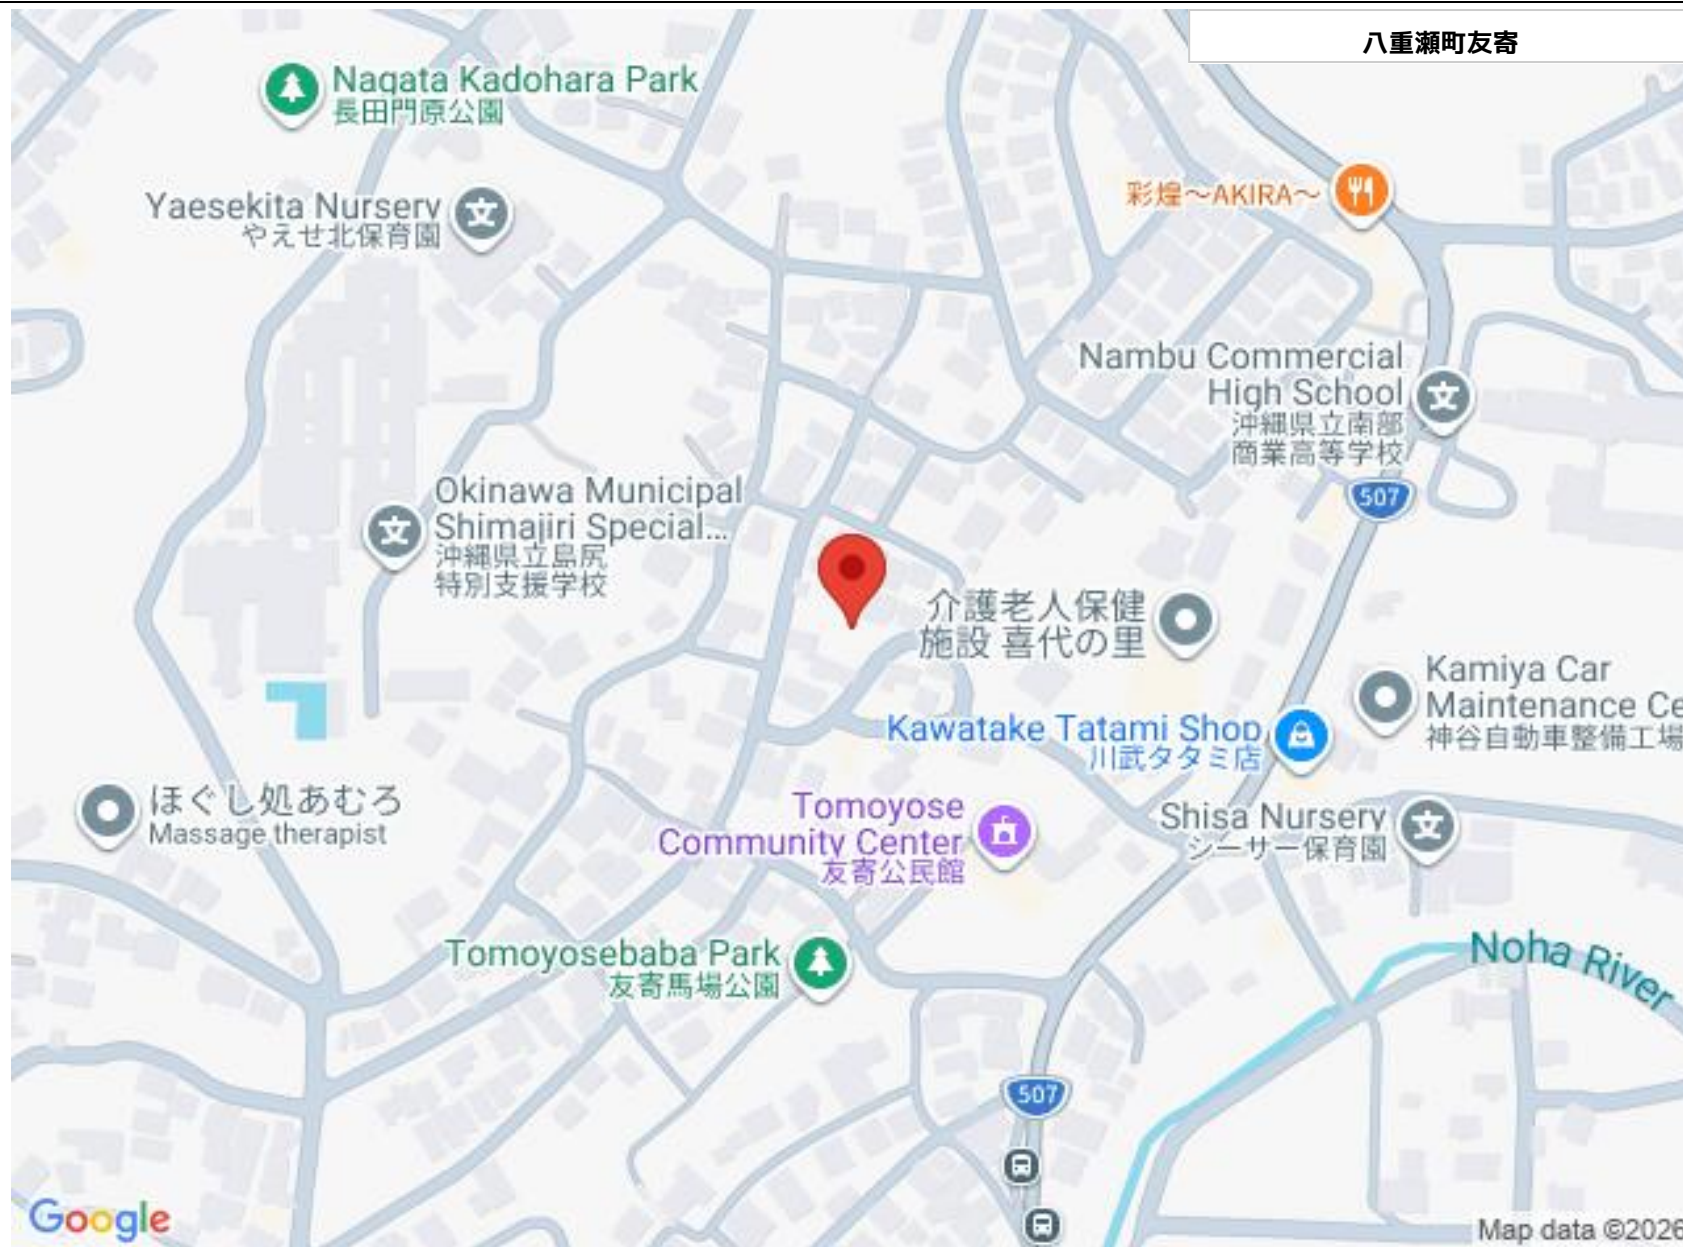 八重瀬町友寄
Nagata Kadohara Park
長田門原公園
Yaesekita Nursery
やえせ北保育園
彩煌～AKIRA～
Nambu Commercial
High School
沖縄県立南部
商業高等学校
507
Okinawa Municipal
Shimajiri Special...
沖縄県立島尻
特別支援学校
介護老人保健
施設 喜代の里
Kamiya Car
Maintenance Ce
神谷自動車整備工場
Kawatake Tatami Shop
川武タタミ店
ほぐし処あむろ
Massage therapist
Tomoyose
Community Center
友寄公民館
Shisa Nursery
シーサー保育園
Tomoyosebaba Park
友寄馬場公園
Noha River
507
Google
Map data ©2026